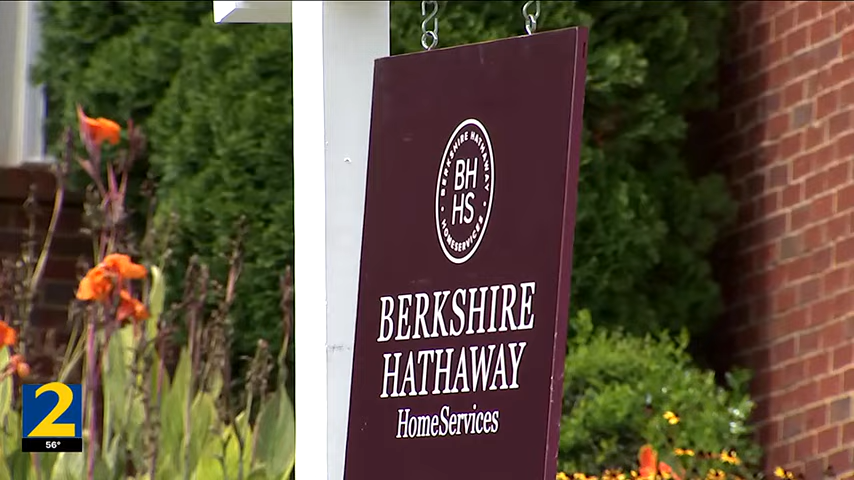 BERKSHIRE HATHAWAY
BH
HS
HOMESERVICES
BERKSHIRE
HATHAWAY
HomeServices
2
56°